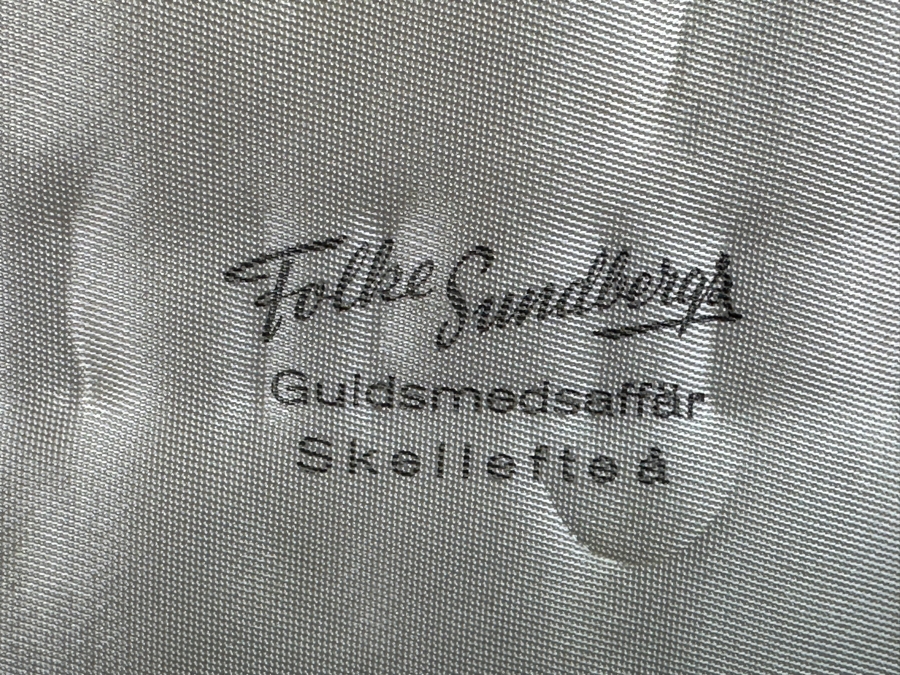 Folke Sundbergs
Guldsmedsaffär
Skellefteå